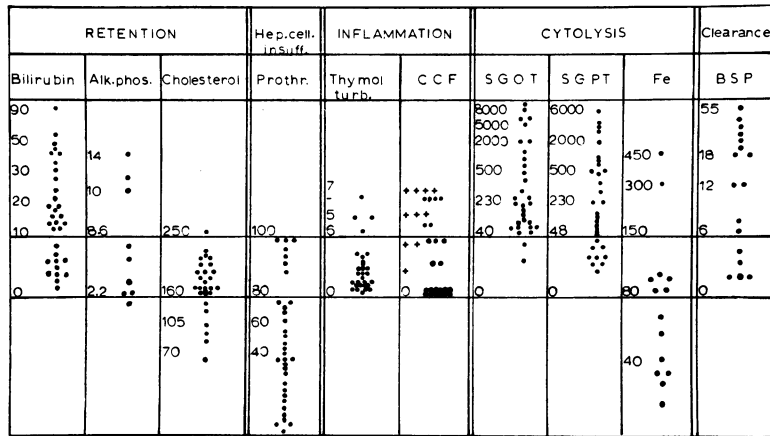 RETENTION Hep.cell. INFLAMMATION CYTOLYSIS Clearance
insuff.
Bilirubin Alk.phos. Cholesterol Prothr. Thymol CCF SGOT SGPT Fe BSP
turb.
90 8000 6000 55
5000
50 2000 2000
14 450 18
30 500 500
10 7 300 12
20 230 230
5
10 8.6 250 100 6 40 48 150 6
0 2.2 160 80 0 0 0 0 80 0
105 60
70 40 40